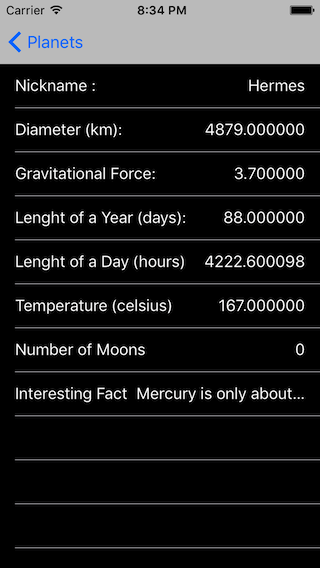 Carrier 8:34 PM
Planets
Nickname : Hermes
Diameter (km): 4879.000000
Gravitational Force: 3.700000
Lenght of a Year (days): 88.000000
Lenght of a Day (hours) 4222.600098
Temperature (celsius) 167.000000
Number of Moons 0
Interesting Fact Mercury is only about...